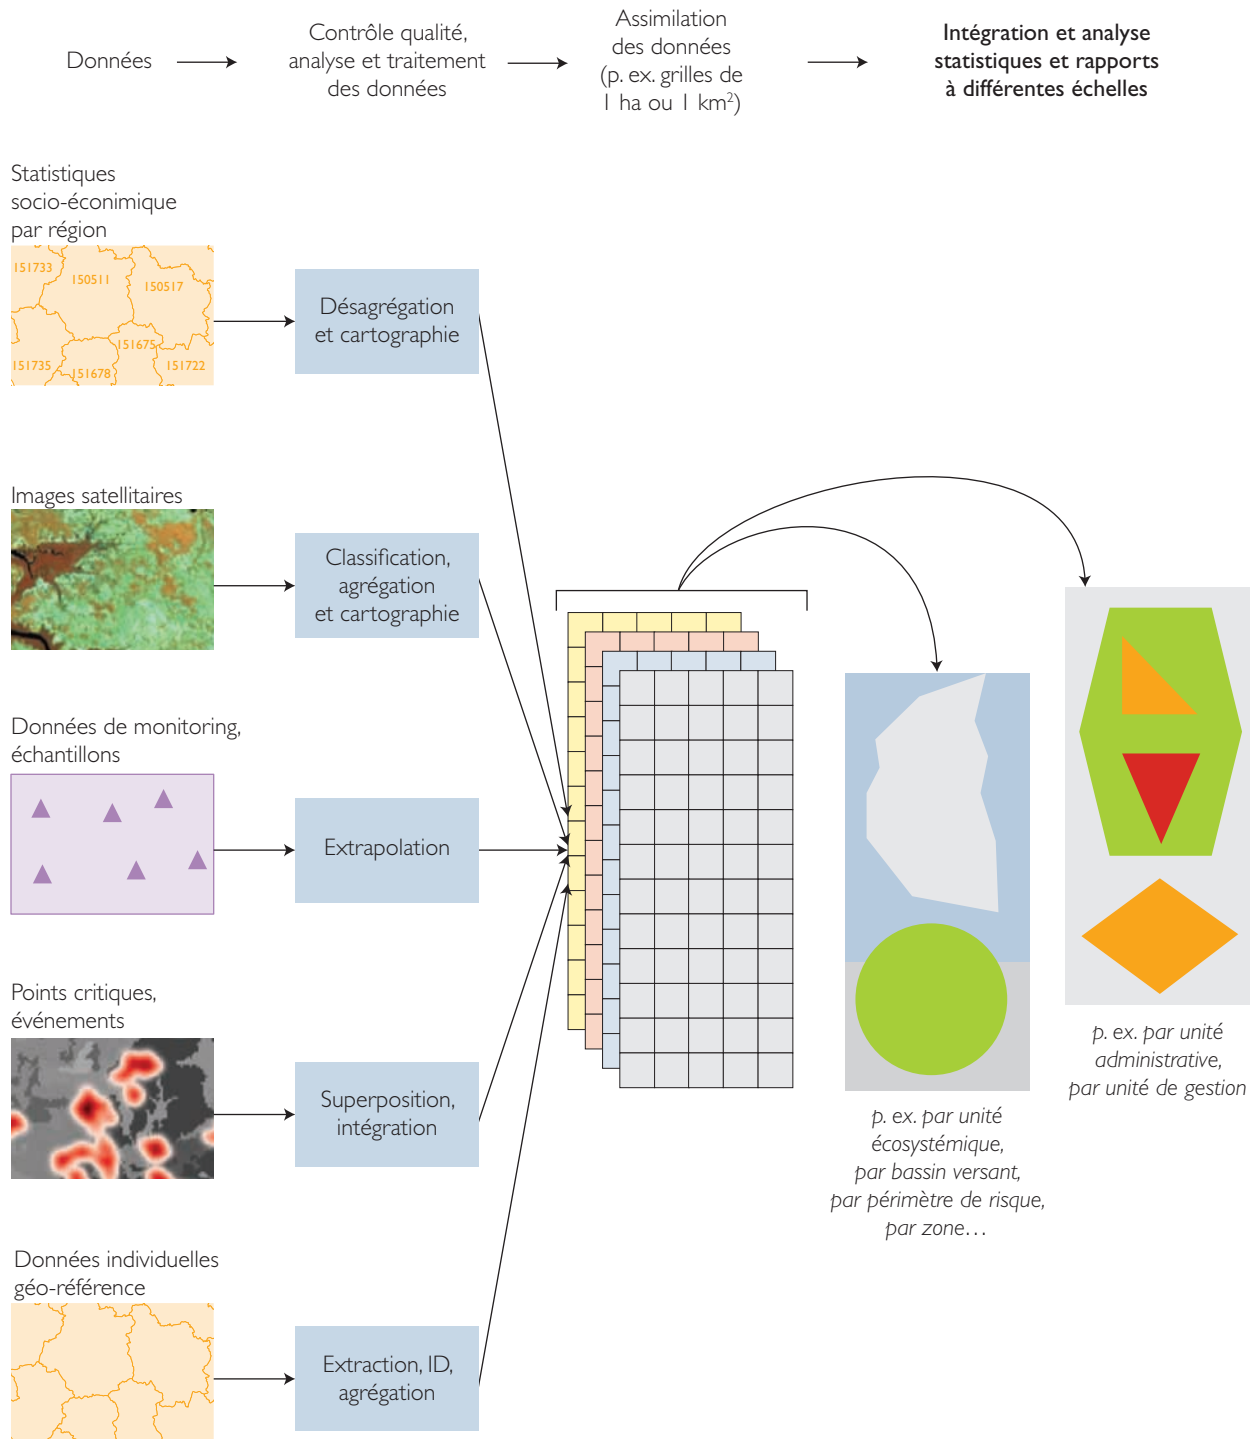 Données
Contrôle qualité,
analyse et traitement
des données
Assimilation
des données
(p. ex. grilles de
1 ha ou 1 km²)
Intégration et analyse
statistiques et rapports
à différentes échelles
Statistiques
socio-éconimique
par région
151733
150511
150517
151735
151678
151675
151722
Désagrégation
et cartographie
Images satellitaires
Classification,
agrégation
et cartographie
Données de monitoring,
échantillons
Extrapolation
Points critiques,
événements
Superposition,
intégration
Données individuelles
géo-référence
Extraction, ID,
agrégation
p. ex. par unité
écosystémique,
par bassin versant,
par périmètre de risque,
par zone…
p. ex. par unité
administrative,
par unité de gestion